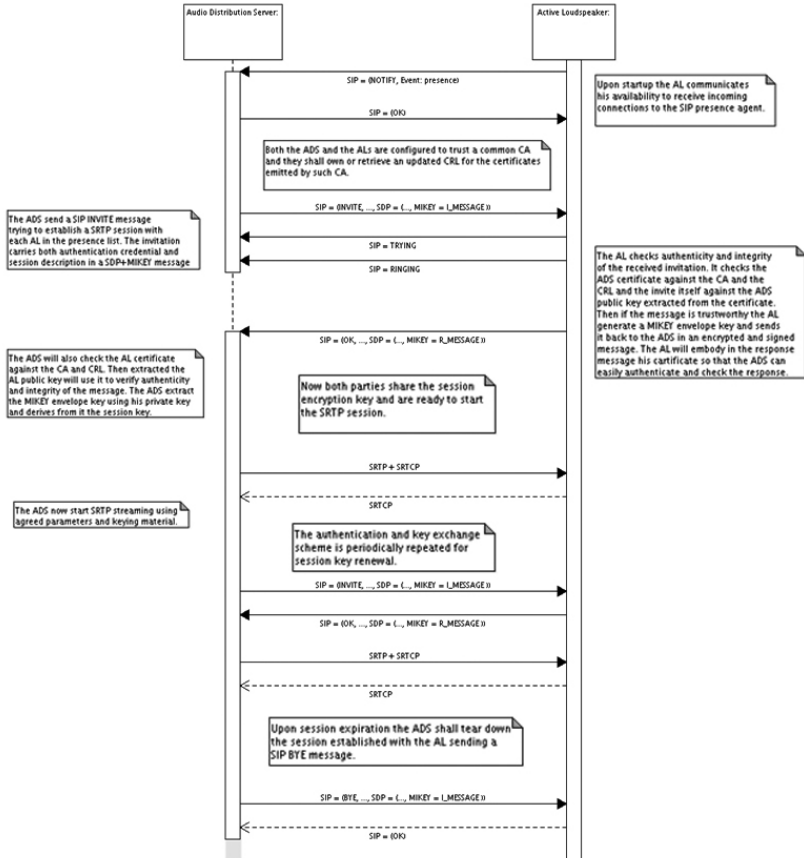 Audio Distribution Server:
Active Loudspeaker:
SIP = (NOTIFY, Event: presence)
Upon startup the AL communicates
his availability to receive incoming
connections to the SIP presence agent.
SIP = (OK)
Both the ADS and the ALs are configured to trust a common CA
and they shall own or retrieve an updated CRL for the certificates
emitted by such CA.
SIP = (INVITE, ..., SDP = (..., MIKEY = I_MESSAGE))
The ADS send a SIP INVITE message
trying to establish a SRTP session with
each AL in the presence list. The invitation
carries both authentication credential and
session description in a SDP+MIKEY message
SIP = TRYING
SIP = RINGING
The AL checks authenticity and integrity
of the received invitation. It checks the
ADS certificate against the CA and the
CRL and the invite itself against the ADS
public key extracted from the certificate.
Then if the message is trustworthy the AL
generate a MIKEY envelope key and sends
it back to the ADS in an encrypted and signed
message. The AL will embody in the response
message his cartificate so that the ADS can
easily authenticate and check the response.
SIP = (OK, ..., SDP = (..., MIKEY = R_MESSAGE))
The ADS will also check the AL certificate
against the CA and CRL. Then extracted the
AL public key will use it to verify authenticity
and integrity of the message. The ADS extract
the MIKEY envelope key using his private key
and derives from it the session key.
Now both parties share the session
encryption key and are ready to start
the SRTP session.
SRTP + SRTCP
SRTCP
The ADS now start SRTP streaming using
agreed parameters and keying material.
The authentication and key exchange
scheme is periodically repeated for
session key renewal.
SIP = (INVITE, ..., SDP = (..., MIKEY = I_MESSAGE))
SIP = (OK, ..., SDP = (..., MIKEY = R_MESSAGE))
SRTP + SRTCP
SRTCP
Upon session expiration the ADS shall tear down
the session established with the AL sending a
SIP BYE message.
SIP = (BYE, ..., SDP = (..., MIKEY = I_MESSAGE))
SIP = (OK)